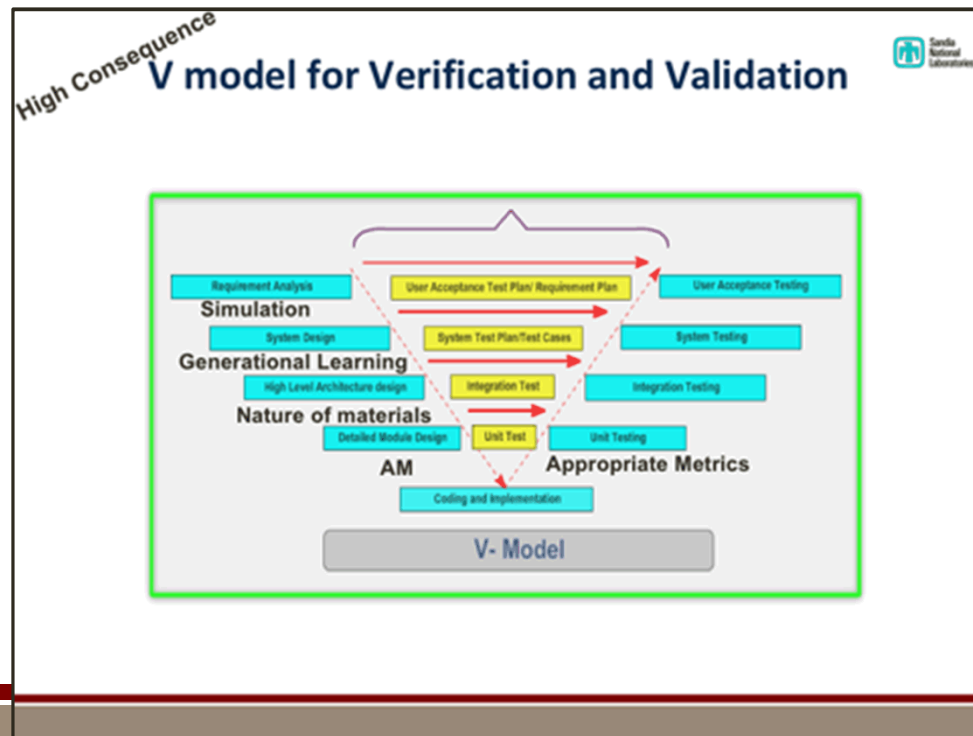 High Consequence
V model for Verification and Validation
Sandia
National
Laboratories
Requirement Analysis
User Acceptance Test Plan/ Requirement Plan
User Acceptance Testing
Simulation
System Design
System Test Plan/Test Cases
System Testing
Generational Learning
High Level Architecture design
Integration Test
Integration Testing
Nature of materials
Detailed Module Design
Unit Test
Unit Testing
AM
Appropriate Metrics
Coding and Implementation
V- Model